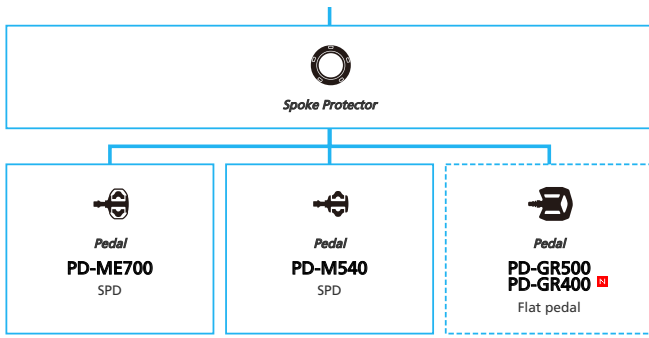 Spoke Protector
Pedal
PD-ME700
SPD
Pedal
PD-M540
SPD
Pedal
PD-GR500
PD-GR400 N
Flat pedal